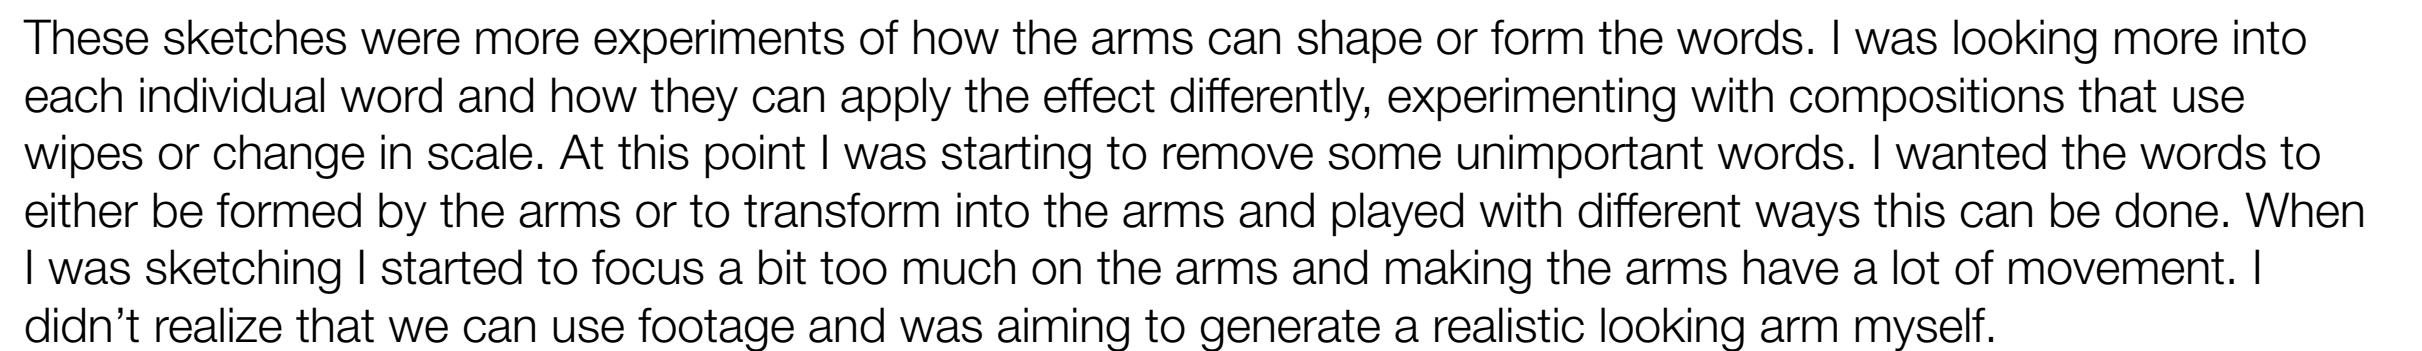 These sketches were more experiments of how the arms can shape or form the words. I was looking more into
each individual word and how they can apply the effect differently, experimenting with compositions that use
wipes or change in scale. At this point I was starting to remove some unimportant words. I wanted the words to
either be formed by the arms or to transform into the arms and played with different ways this can be done. When
I was sketching I started to focus a bit too much on the arms and making the arms have a lot of movement. I
didn’t realize that we can use footage and was aiming to generate a realistic looking arm myself.